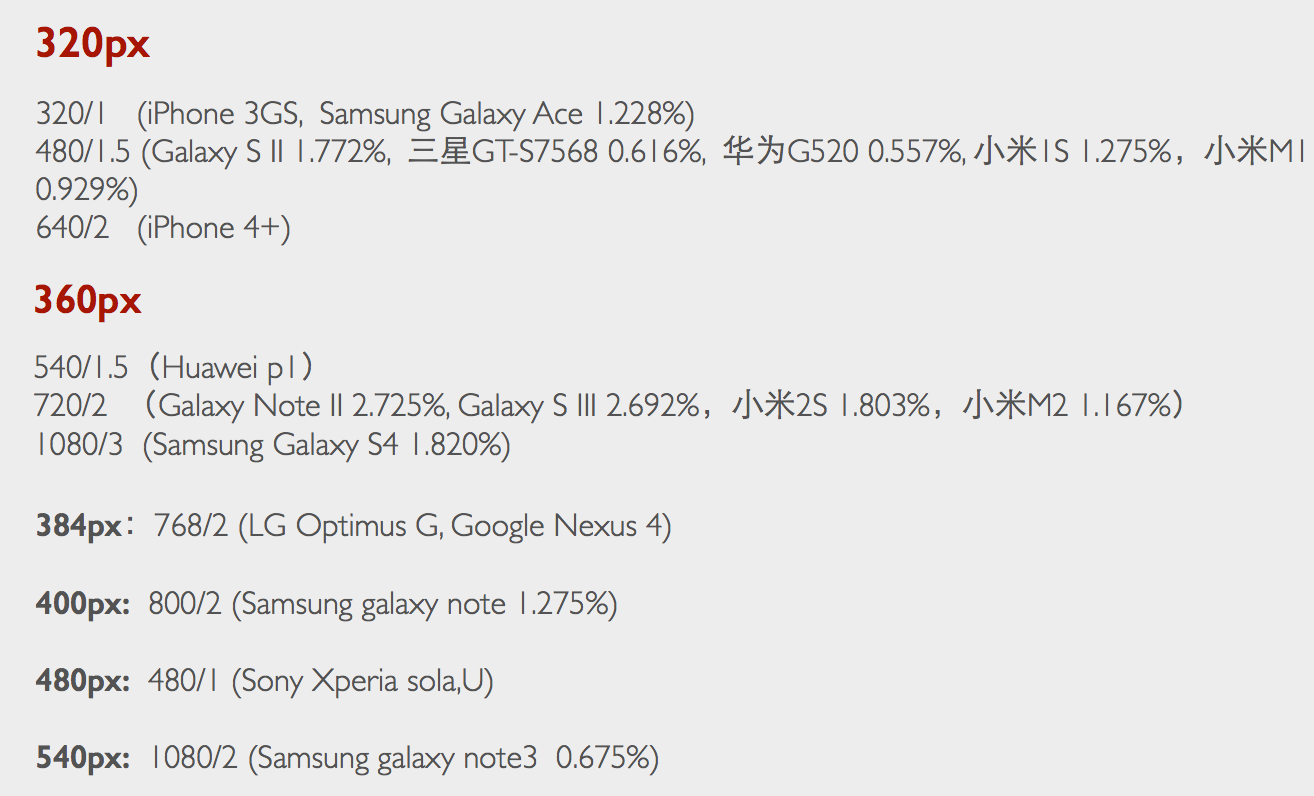 320px
320/1 (iPhone 3GS, Samsung Galaxy Ace 1.228%)
480/1.5 (Galaxy S II 1.772%, 三星GT-S7568 0.616%, 华为G520 0.557%, 小米1S 1.275%，小米M1
0.929%)
640/2 (iPhone 4+)
360px
540/1.5（Huawei p1）
720/2 （Galaxy Note II 2.725%, Galaxy S III 2.692%，小米2S 1.803%，小米M2 1.167%）
1080/3 (Samsung Galaxy S4 1.820%)
384px： 768/2 (LG Optimus G, Google Nexus 4)
400px: 800/2 (Samsung galaxy note 1.275%)
480px: 480/1 (Sony Xperia sola,U)
540px: 1080/2 (Samsung galaxy note3 0.675%)